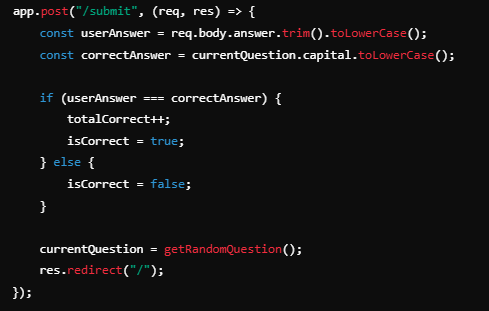 app.post("/submit", (req, res) => {
    const userAnswer = req.body.answer.trim().toLowerCase();
    const correctAnswer = currentQuestion.capital.toLowerCase();

    if (userAnswer === correctAnswer) {
        totalCorrect++;
        isCorrect = true;
    } else {
        isCorrect = false;
    }

    currentQuestion = getRandomQuestion();
    res.redirect("/");
});